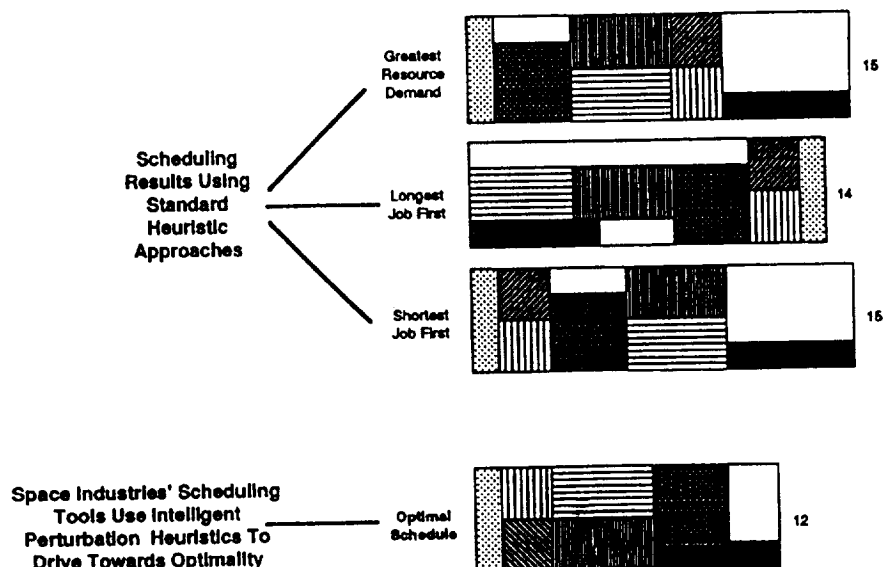 Greatest
Resource
Demand
15
Scheduling
Results Using
Standard
Heuristic
Approaches
Longest
Job First
14
Shortest
Job First
15
Space Industries' Scheduling
Tools Use Intelligent
Perturbation Heuristics To
Drive Towards Optimality
Optimal
Schedule
12